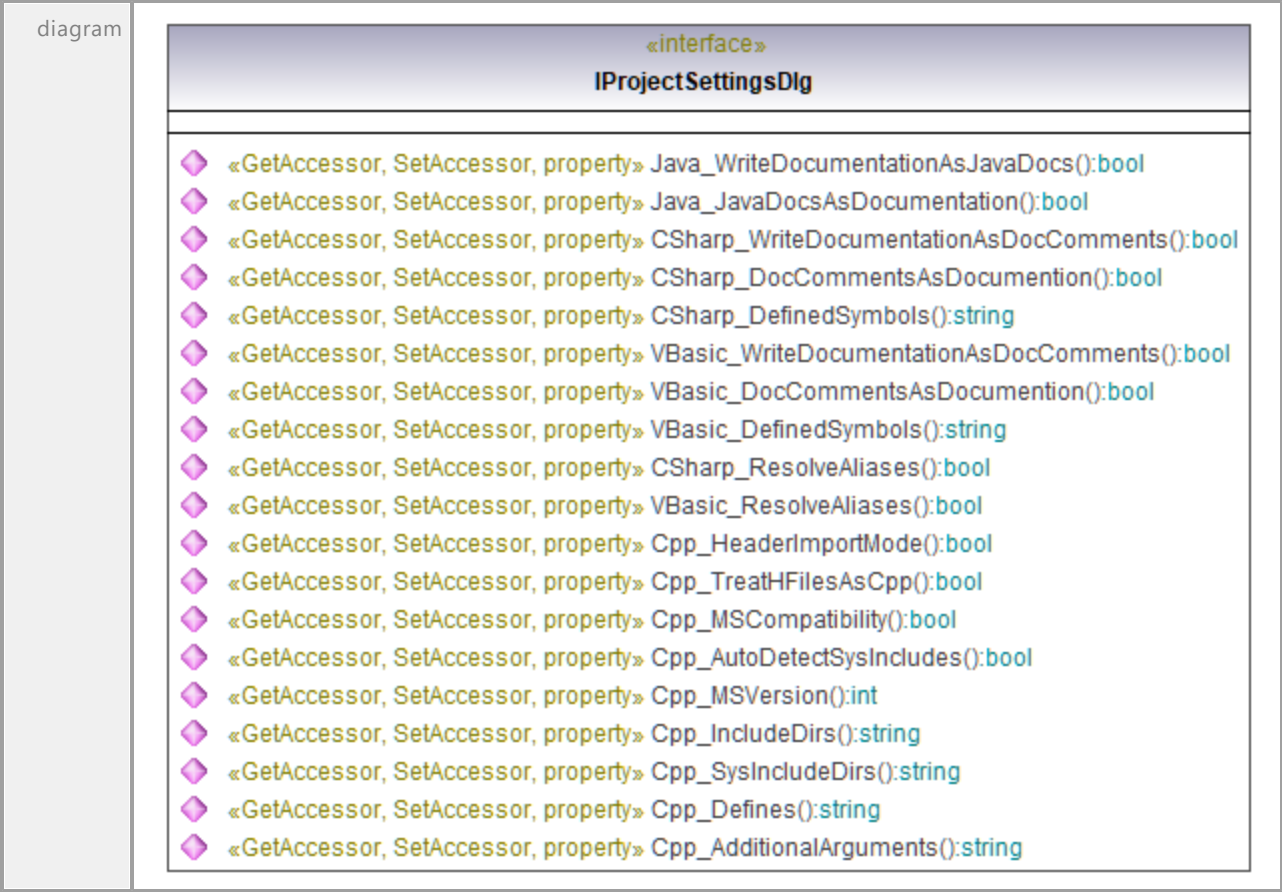 diagram
«interface»
IProjectSettingsDlg
«GetAccessor, SetAccessor, property» Java_WriteDocumentationAsJavaDocs():bool
«GetAccessor, SetAccessor, property» Java_JavaDocsAsDocumentation():bool
«GetAccessor, SetAccessor, property» CSharp_WriteDocumentationAsDocComments():bool
«GetAccessor, SetAccessor, property» CSharp_DocCommentsAsDocumention():bool
«GetAccessor, SetAccessor, property» CSharp_DefinedSymbols():string
«GetAccessor, SetAccessor, property» VBasic_WriteDocumentationAsDocComments():bool
«GetAccessor, SetAccessor, property» VBasic_DocCommentsAsDocumention():bool
«GetAccessor, SetAccessor, property» VBasic_DefinedSymbols():string
«GetAccessor, SetAccessor, property» CSharp_ResolveAliases():bool
«GetAccessor, SetAccessor, property» VBasic_ResolveAliases():bool
«GetAccessor, SetAccessor, property» Cpp_HeaderImportMode():bool
«GetAccessor, SetAccessor, property» Cpp_TreatHFilesAsCpp():bool
«GetAccessor, SetAccessor, property» Cpp_MSCompatibility():bool
«GetAccessor, SetAccessor, property» Cpp_AutoDetectSysIncludes():bool
«GetAccessor, SetAccessor, property» Cpp_MSVersion():int
«GetAccessor, SetAccessor, property» Cpp_IncludeDirs():string
«GetAccessor, SetAccessor, property» Cpp_SysIncludeDirs():string
«GetAccessor, SetAccessor, property» Cpp_Defines():string
«GetAccessor, SetAccessor, property» Cpp_AdditionalArguments():string